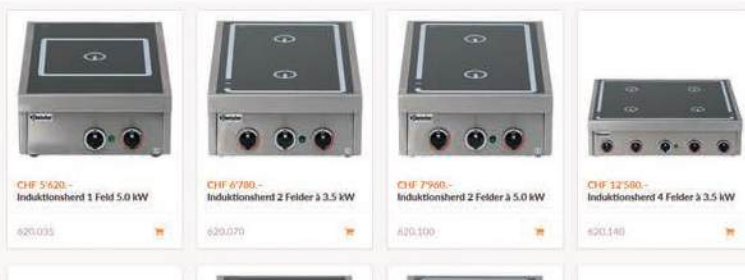 CHF 5'620.-
Induktionsherd 1 Feld 5.0 kW
620.035
CHF 6'780.-
Induktionsherd 2 Felder à 3.5 kW
620.070
CHF 7'960.-
Induktionsherd 2 Felder à 5.0 kW
620.100
CHF 12'580.-
Induktionsherd 4 Felder à 3.5 kW
620.140